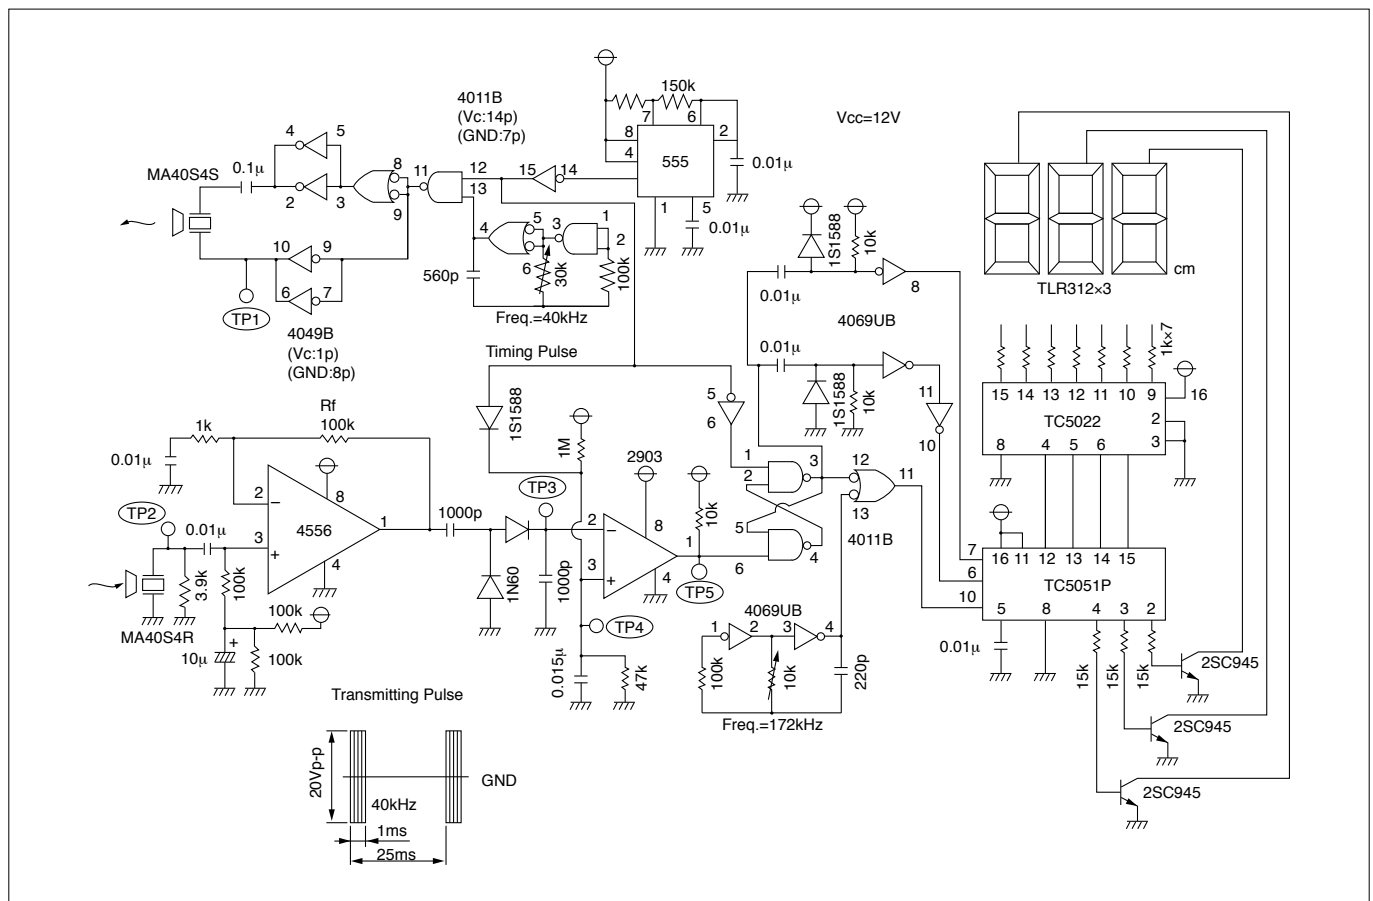 150k
4011B
(Vc:14p)
(GND:7p)
Vcc=12V
7
6
8
2
4
555
0.01μ
1
5
0.01μ
4
5
MA40S4S
0.1μ
2
3
8
9
11
12
13
15
14
4
5
6
3
1
2
560p
30k
100k
Freq.=40kHz
10
9
6
7
TP1
4049B
(Vc:1p)
(GND:8p)
Timing Pulse
1S1588
10k
0.01μ
8
4069UB
0.01μ
1S1588
10k
11
10
cm
TLR312×3
1k×7
15
14
13
12
11
10
9
16
TC5022
2
3
8
4
5
6
Rf
1k
100k
0.01μ
1S1588
1M
5
6
2903
TP2
0.01μ
2
3
8
4556
1
4
1000p
TP3
2
8
3
4
1
10k
TP5
1
2
3
5
6
4
12
13
11
4011B
3.9k
100k
MA40S4R
100k
10μ
+
100k
1N60
1000p
TP4
0.015μ
47k
4069UB
1
2
3
4
100k
10k
220p
Freq.=172kHz
16
11
12
13
14
15
7
6
10
TC5051P
5
8
4
3
2
0.01μ
15k
15k
15k
2SC945
2SC945
2SC945
Transmitting Pulse
20Vp-p
GND
40kHz
1ms
25ms